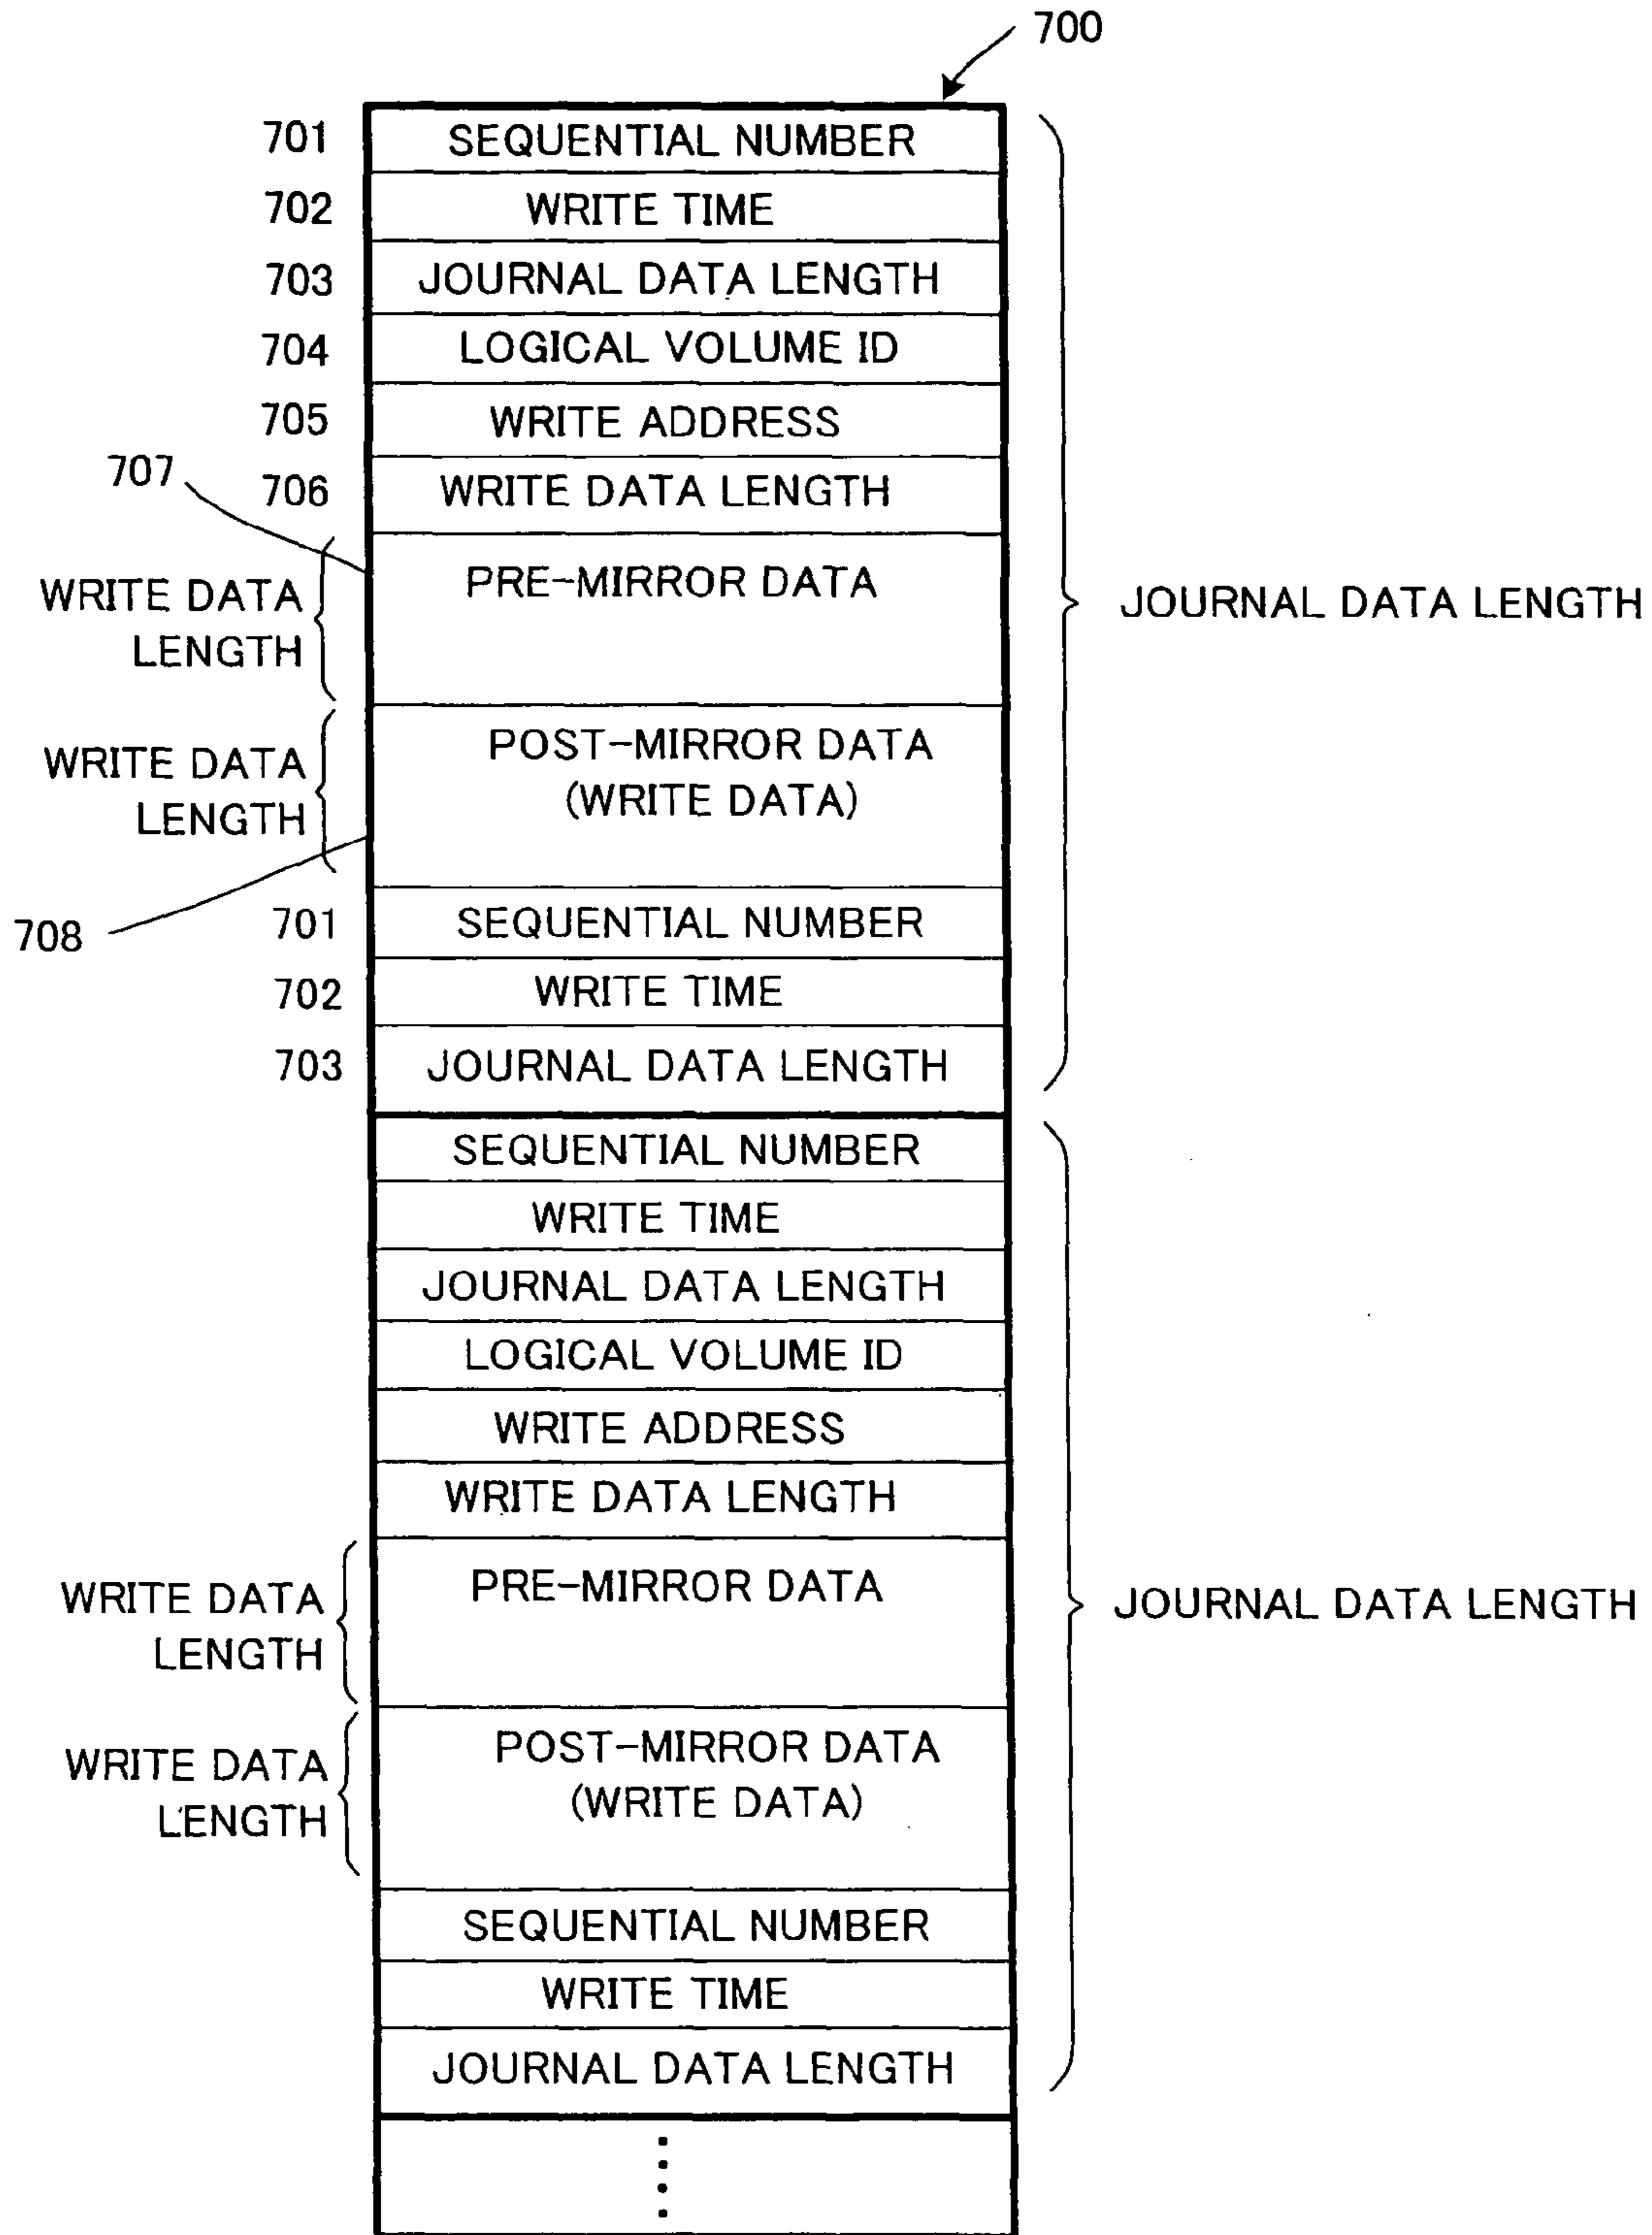 700
701 SEQUENTIAL NUMBER
702 WRITE TIME
703 JOURNAL DATA LENGTH
704 LOGICAL VOLUME ID
705 WRITE ADDRESS
707
706 WRITE DATA LENGTH
PRE-MIRROR DATA
WRITE DATA
LENGTH
JOURNAL DATA LENGTH
POST-MIRROR DATA
(WRITE DATA)
WRITE DATA
LENGTH
708
701 SEQUENTIAL NUMBER
702 WRITE TIME
703 JOURNAL DATA LENGTH
SEQUENTIAL NUMBER
WRITE TIME
JOURNAL DATA LENGTH
LOGICAL VOLUME ID
WRITE ADDRESS
WRITE DATA LENGTH
PRE-MIRROR DATA
WRITE DATA
LENGTH
JOURNAL DATA LENGTH
POST-MIRROR DATA
(WRITE DATA)
WRITE DATA
LENGTH
SEQUENTIAL NUMBER
WRITE TIME
JOURNAL DATA LENGTH